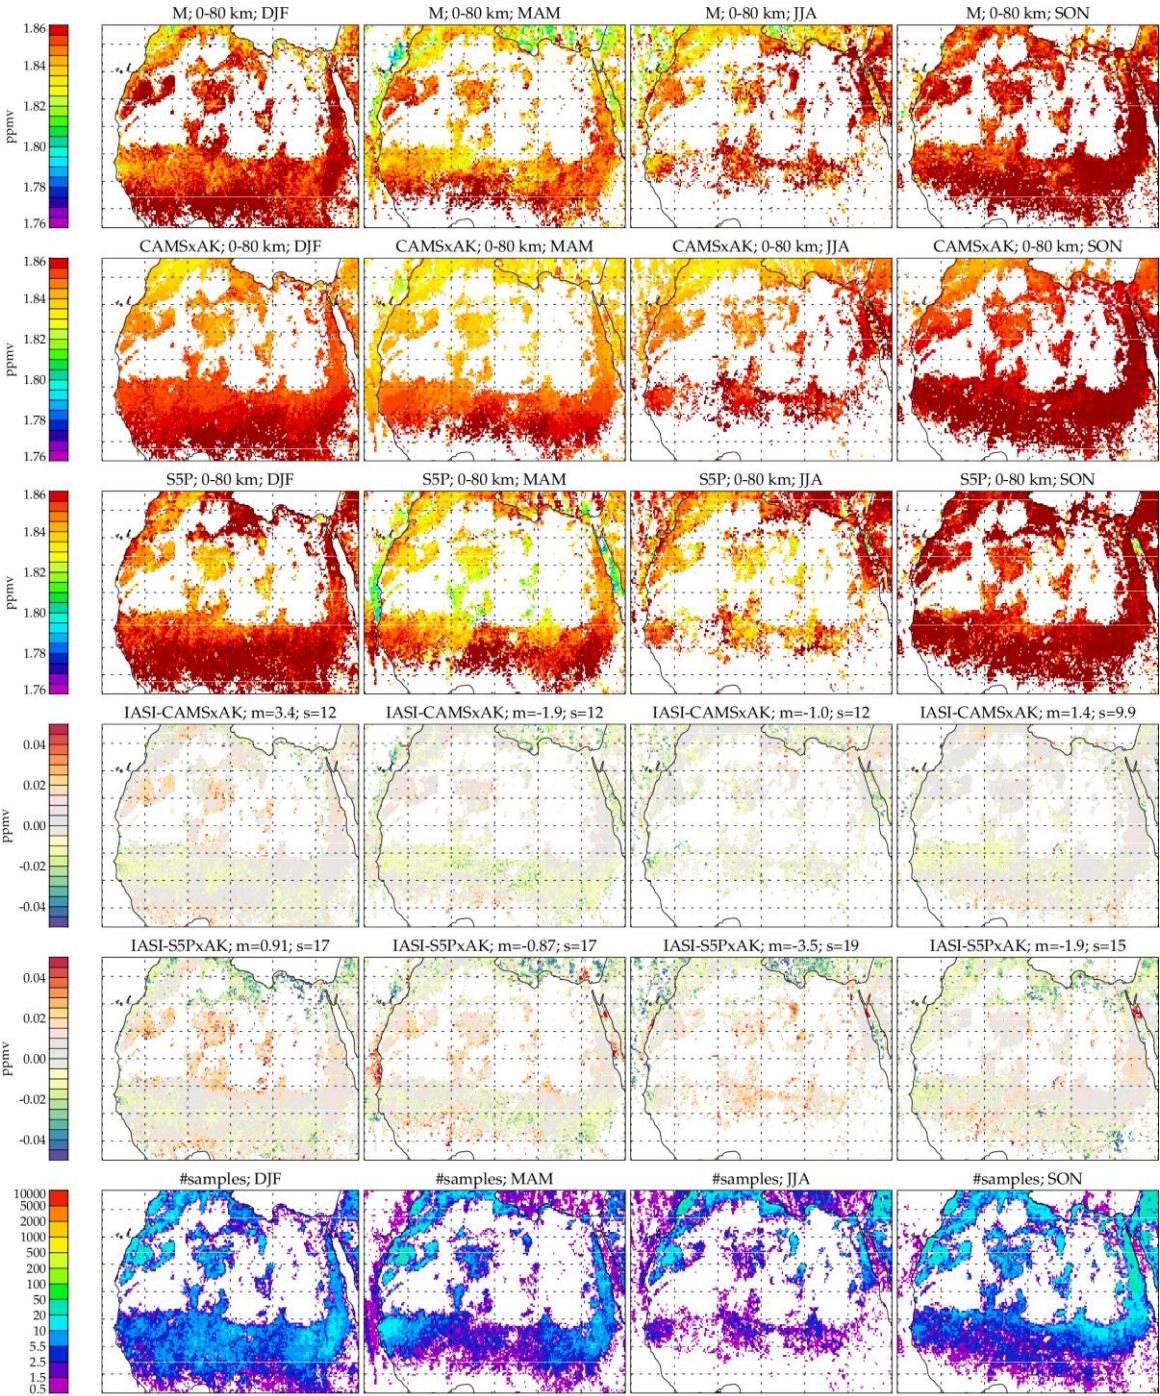 M; 0-80 km; DJF
M; 0-80 km; MAM
M; 0-80 km; JJA
M; 0-80 km; SON
1.86
1.84
1.82
1.80
1.78
1.76
ppmv
CAMSxAK; 0-80 km; DJF
CAMSxAK; 0-80 km; MAM
CAMSxAK; 0-80 km; JJA
CAMSxAK; 0-80 km; SON
1.86
1.84
1.82
1.80
1.78
1.76
ppmv
S5P; 0-80 km; DJF
S5P; 0-80 km; MAM
S5P; 0-80 km; JJA
S5P; 0-80 km; SON
1.86
1.84
1.82
1.80
1.78
1.76
ppmv
IASI-CAMSxAK; m=3.4; s=12
IASI-CAMSxAK; m=-1.9; s=12
IASI-CAMSxAK; m=-1.0; s=12
IASI-CAMSxAK; m=1.4; s=9.9
0.04
0.02
0.00
-0.02
-0.04
ppmv
IASI-S5PxAK; m=0.91; s=17
IASI-S5PxAK; m=-0.87; s=17
IASI-S5PxAK; m=-3.5; s=19
IASI-S5PxAK; m=-1.9; s=15
0.04
0.02
0.00
-0.02
-0.04
ppmv
#samples; DJF
#samples; MAM
#samples; JJA
#samples; SON
10000
5000
2000
1000
500
200
100
50
20
10
5.5
2.5
1.5
0.5